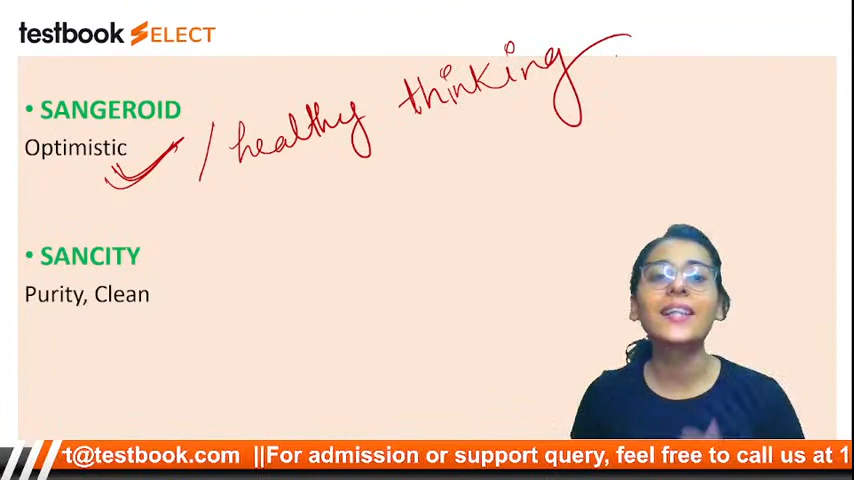 testbook SELECT
• SANGEROID
Optimistic
/ healthy thinking
• SANCITY
Purity, Clean
t@testbook.com ||For admission or support query, feel free to call us at 1